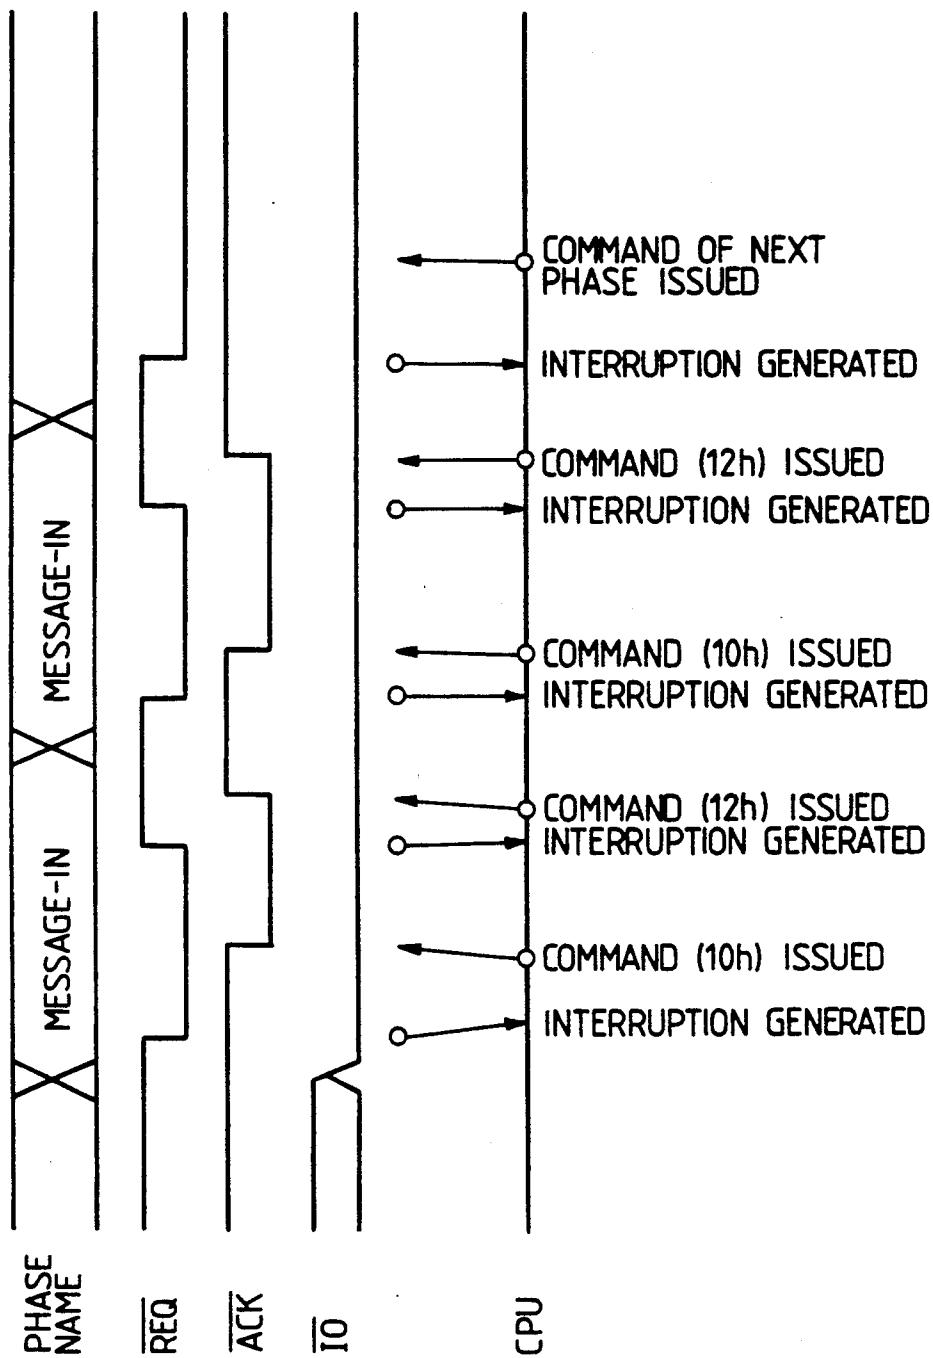 COMMAND OF NEXT
PHASE ISSUED
INTERRUPTION GENERATED
COMMAND (12h) ISSUED
INTERRUPTION GENERATED
COMMAND (10h) ISSUED
INTERRUPTION GENERATED
COMMAND (12h) ISSUED
INTERRUPTION GENERATED
COMMAND (10h) ISSUED
INTERRUPTION GENERATED
MESSAGE-IN
MESSAGE-IN
PHASE
NAME
REQ
ACK
IO
CPU